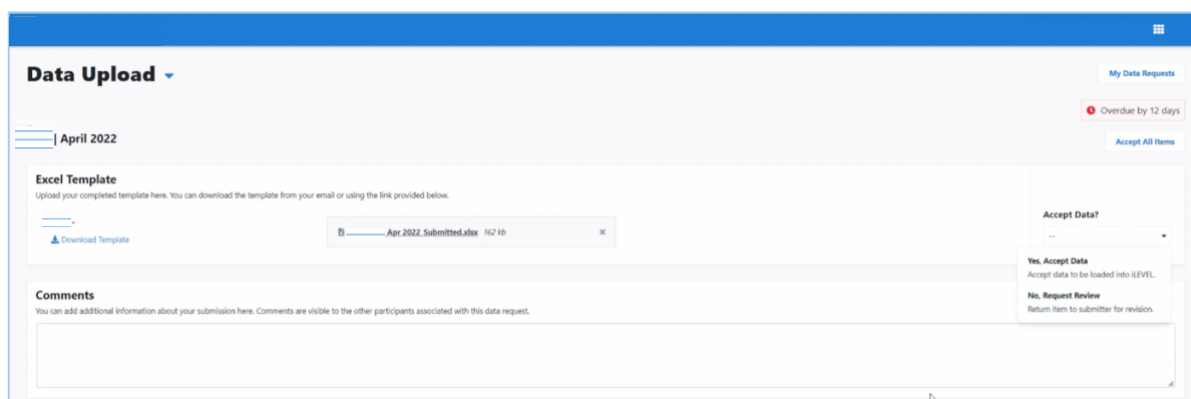 Data Upload
My Data Requests
Overdue by 12 days
| April 2022
Accept All Items
Excel Template
Upload your completed template here. You can download the template from your email or using the link provided below.
Accept Data?
Download Template
Apr 2022 Submitted.xlsx 162 kb
--
Yes, Accept Data
Accept data to be loaded into iLEVEL.
No, Request Review
Return item to submitter for revision.
Comments
You can add additional information about your submission here. Comments are visible to the other participants associated with this data request.